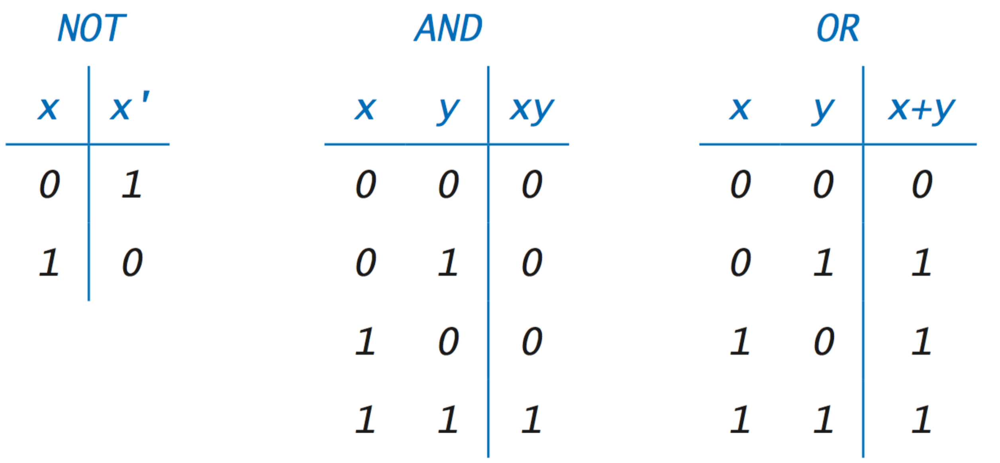 NOT AND OR
x x' x y xy x y x+y
0 1 0 0 0 0 0 0
1 0 0 1 0 0 1 1
1 0 0 1 0 1
1 1 1 1 1 1